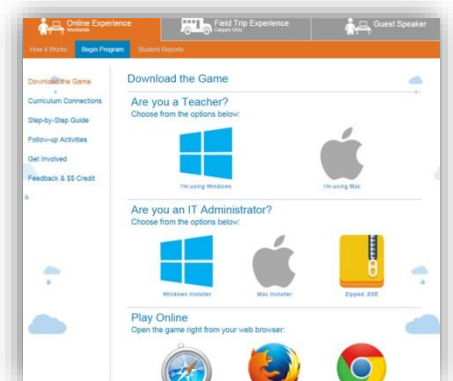 Online Experience
Worldwide
Field Trip Experience
Calgary Only
Guest Speaker
How It Works
Begin Program
Student Reports
Download the Game
Curriculum Connections
Step-by-Step Guide
Follow-up Activities
Get Involved
Feedback & $$ Credit
Download the Game
Are you a Teacher?
Choose from the options below:
I'm using Windows
I'm using Mac
Are you an IT Administrator?
Choose from the options below:
Windows Installer
Mac Installer
Zipped .EXE
Play Online
Open the game right from your web browser: